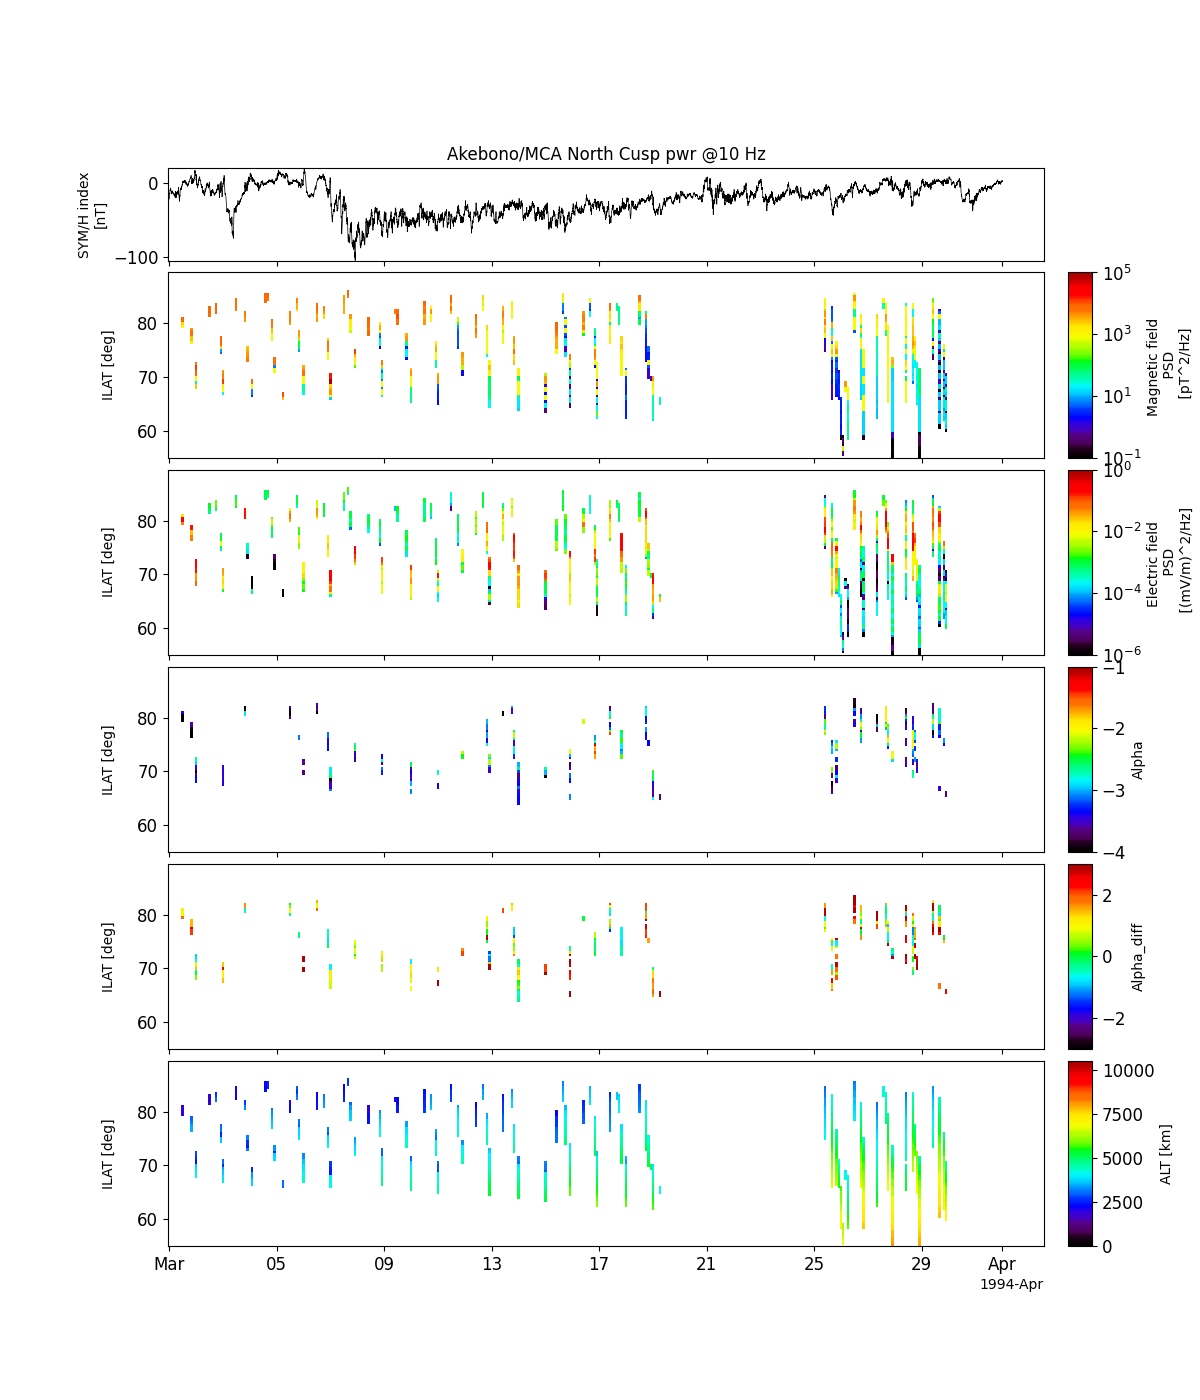 Akebono/MCA North Cusp pwr @10 Hz
SYM/H index
[nT]
0
−100
ILAT [deg]
80
70
60
10^5
10^3
10^1
10^−1
Magnetic field
PSD
[pT^2/Hz]
ILAT [deg]
80
70
60
10^0
10^−2
10^−4
10^−6
Electric field
PSD
[(mV/m)^2/Hz]
ILAT [deg]
80
70
60
−1
−2
−3
−4
Alpha
ILAT [deg]
80
70
60
2
0
−2
Alpha_diff
ILAT [deg]
80
70
60
10000
7500
5000
2500
0
ALT [km]
Mar 05 09 13 17 21 25 29 Apr
1994-Apr